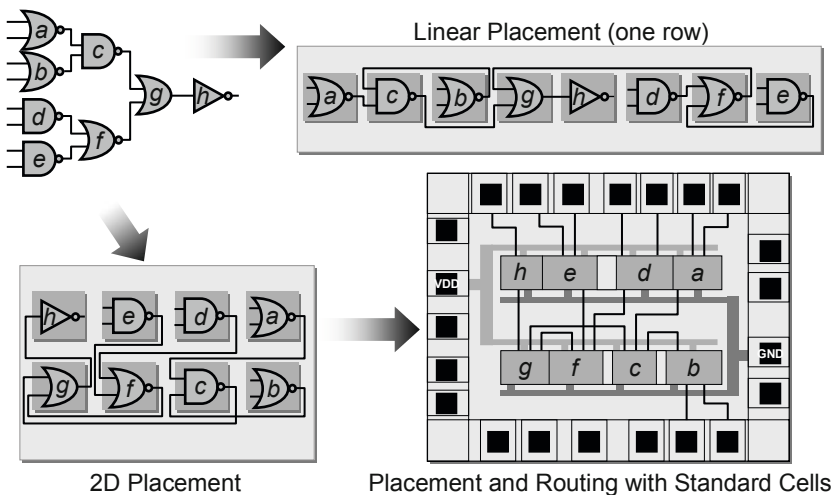 Linear Placement (one row)
a
c
b
g
h
d
f
e
a c b g h d f e
VDD
h e d a
g f c b
GND
h e d a
g f c b
2D Placement
Placement and Routing with Standard Cells